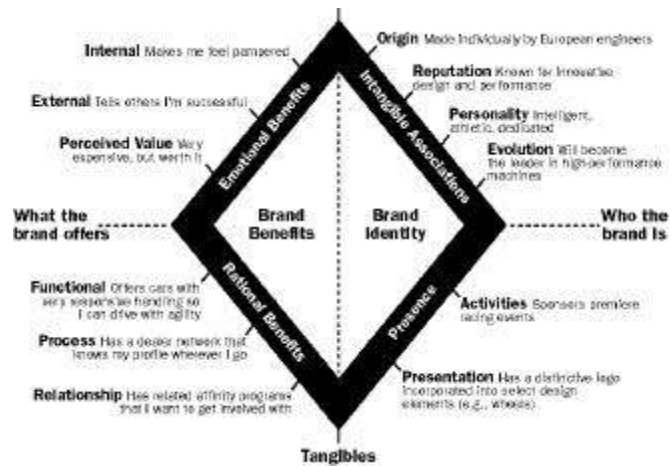 Internal Makes me feel pampered
External Tells others I'm successful
Perceived Value Very
expensive, but worth it
Emotional Benefits
Origin Made individually by European engineers
Reputation Known for innovative
design and performance
Personality Intelligent,
athletic, dedicated
Evolution Will become
the leader in high-performance
machines
Intangible Associations
What the
brand offers
Brand
Benefits
Brand
Identity
Who the
brand is
Functional Offers cars with
very responsive handling so
I can drive with agility
Process Has a dealer network that
knows my profile wherever I go
Relationship Has related affinity programs
that I want to get involved with
Rational Benefits
Presence
Activities Sponsors premiere
racing events
Presentation Has a distinctive logo
incorporated into select design
elements (e.g., wheels)
Tangibles